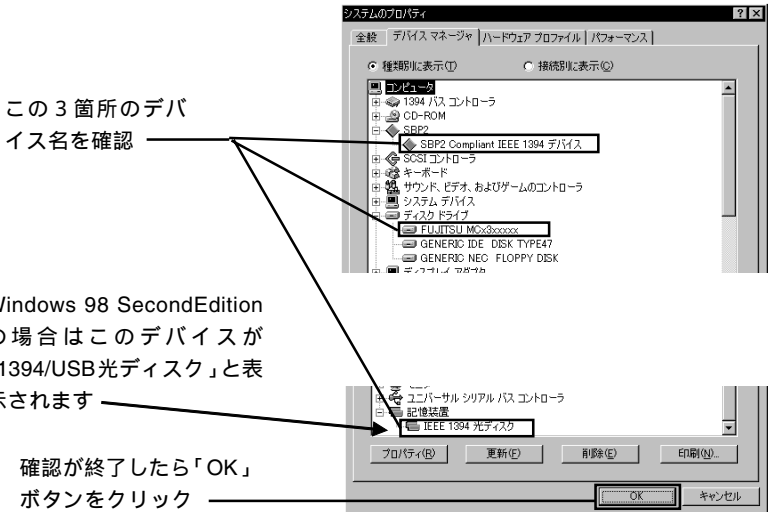 システムのプロパティ
全般 デバイス マネージャ ハードウェア プロファイル パフォーマンス
種類別に表示(T) 接続別に表示(C)
コンピュータ
1394 バス コントローラ
CD-ROM
SBP2
SBP2 Compliant IEEE 1394 デバイス
SCSI コントローラ
キーボード
サウンド、ビデオ、およびゲームのコントローラ
システム デバイス
ディスク ドライブ
FUJITSU MCx3xxxxx
GENERIC IDE DISK TYPE47
GENERIC NEC FLOPPY DISK
ディスプレイ アダプタ
この3箇所のデバ
イス名を確認
Windows 98 SecondEdition
の場合はこのデバイスが
1394/USB光ディスク」と表
示されます
ユニバーサル シリアル バス コントローラ
記憶装置
IEEE 1394 光ディスク
プロパティ(R) 更新(F) 削除(E) 印刷(N)...
確認が終了したら「OK」
ボタンをクリック
OK キャンセル